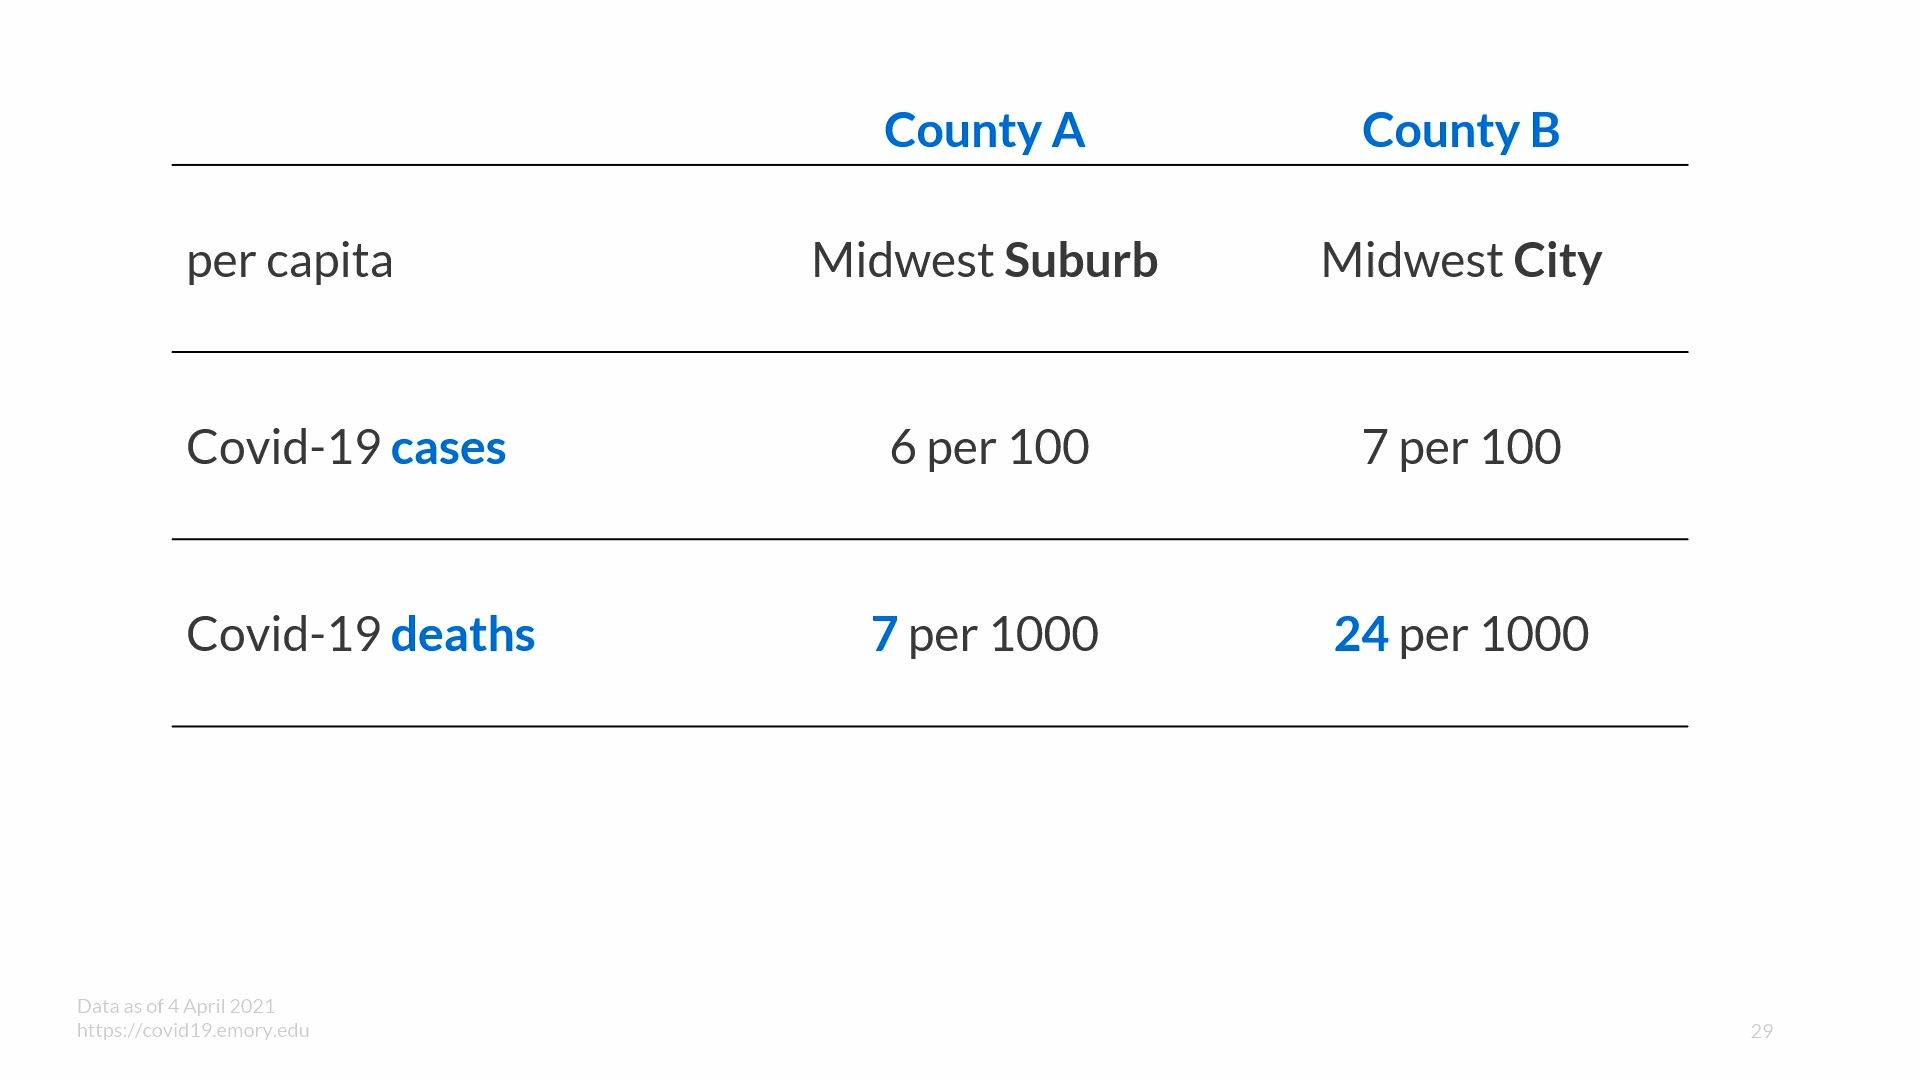 County A County B
per capita Midwest Suburb Midwest City
Covid-19 cases 6 per 100 7 per 100
Covid-19 deaths 7 per 1000 24 per 1000
Data as of 4 April 2021
https://covid19.emory.edu
29